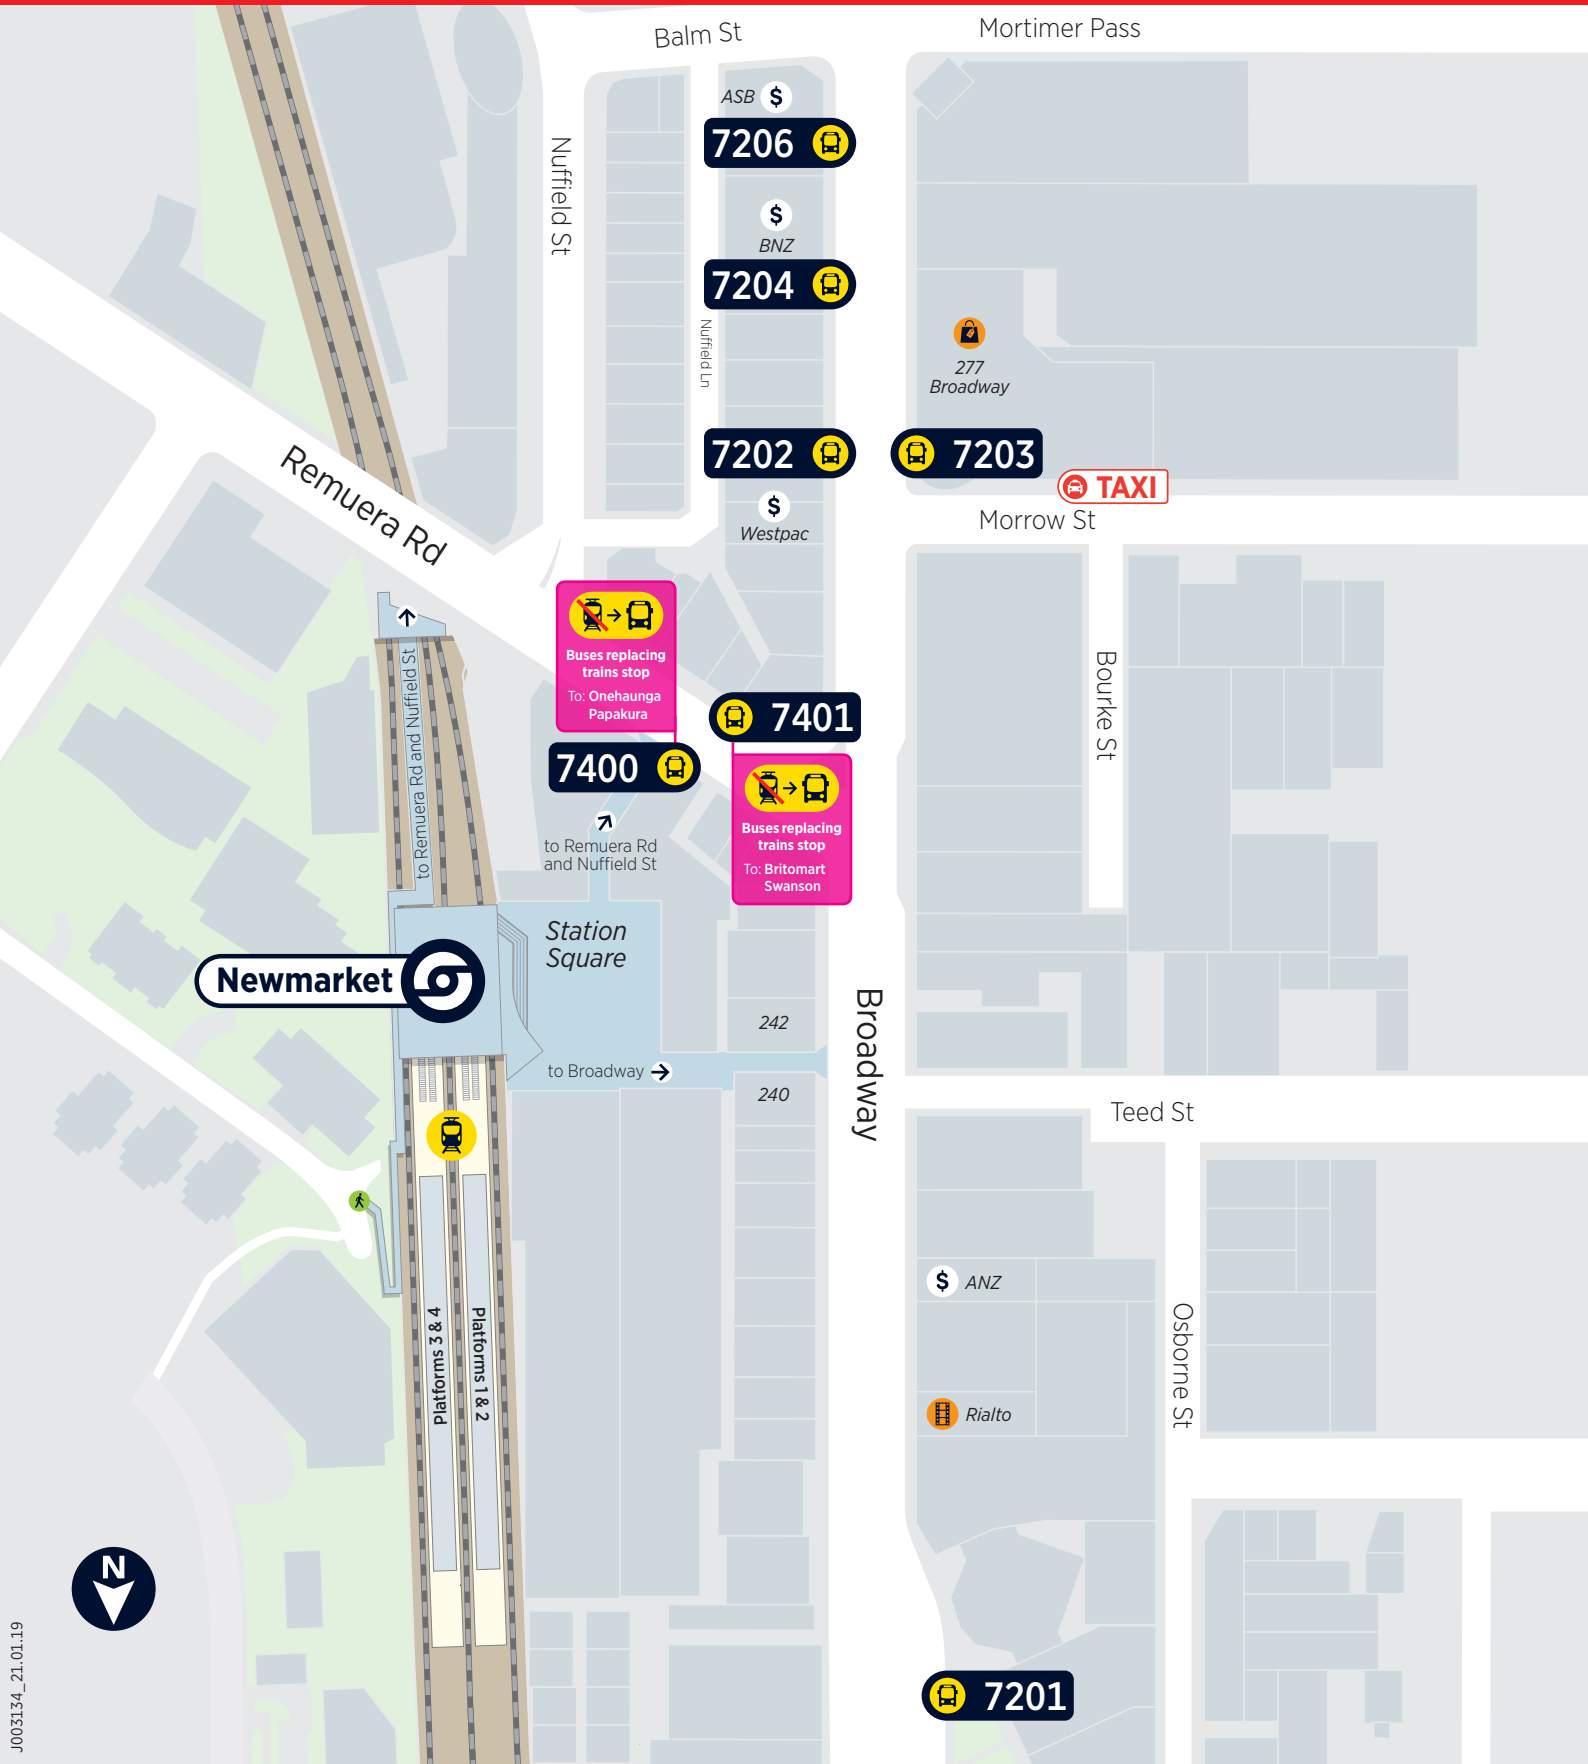 Balm St
Mortimer Pass
ASB $
7206
Nuffield St
$
BNZ
7204
Nuffield Ln
277
Broadway
7202
7203
TAXI
Remuera Rd
$
Westpac
Morrow St
Buses replacing
trains stop
To: Onehaunga
Papakura
to Remuera Rd and Nuffield St
Bourke St
7401
7400
Buses replacing
trains stop
To: Britomart
Swanson
to Remuera Rd
and Nuffield St
Station
Square
Newmarket
242
Broadway
to Broadway
240
Teed St
$ ANZ
Platforms 3 & 4
Platforms 1 & 2
Osborne St
Rialto
N
J003134_21.01.19
7201